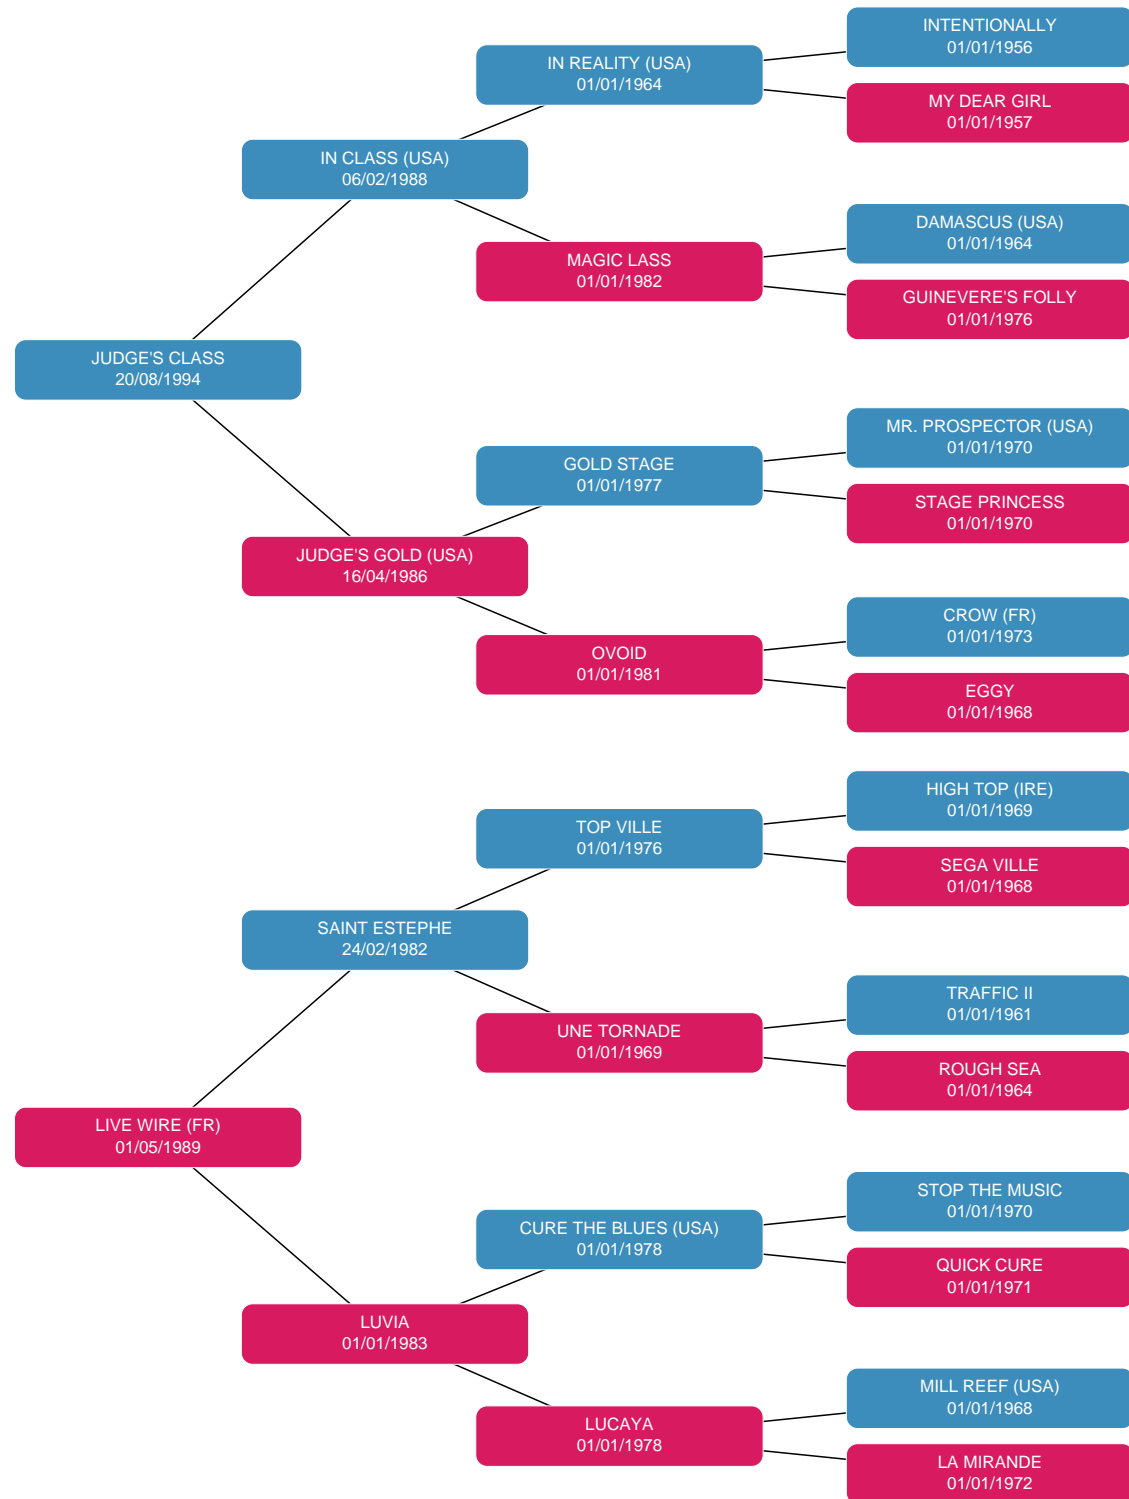 INTENTIONALLY
01/01/1956
IN REALITY (USA)
01/01/1964
MY DEAR GIRL
01/01/1957
IN CLASS (USA)
06/02/1988
DAMASCUS (USA)
01/01/1964
MAGIC LASS
01/01/1982
GUINEVERE'S FOLLY
01/01/1976
JUDGE'S CLASS
20/08/1994
MR. PROSPECTOR (USA)
01/01/1970
GOLD STAGE
01/01/1977
STAGE PRINCESS
01/01/1970
JUDGE'S GOLD (USA)
16/04/1986
CROW (FR)
01/01/1973
OVOID
01/01/1981
EGGY
01/01/1968
HIGH TOP (IRE)
01/01/1969
TOP VILLE
01/01/1976
SEGA VILLE
01/01/1968
SAINT ESTEPHE
24/02/1982
TRAFFIC II
01/01/1961
UNE TORNADE
01/01/1969
ROUGH SEA
01/01/1964
LIVE WIRE (FR)
01/05/1989
STOP THE MUSIC
01/01/1970
CURE THE BLUES (USA)
01/01/1978
QUICK CURE
01/01/1971
LUVIA
01/01/1983
MILL REEF (USA)
01/01/1968
LUCAYA
01/01/1978
LA MIRANDE
01/01/1972